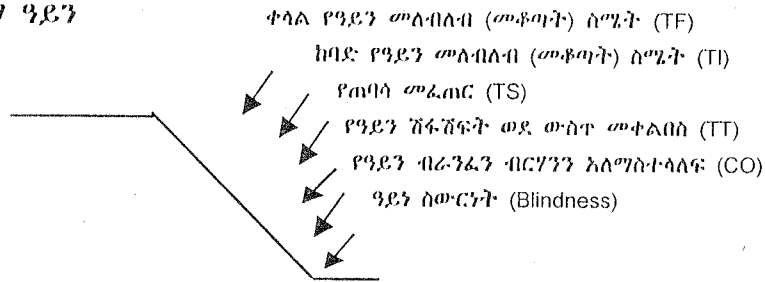 ዓይን
ቀላል የዓይን መለብለብ (መቆጣት) ስሜት (TF)
ከባድ የዓይን መለብለብ (መቆጣት) ስሜት (TI)
የጠባሳ መፈጠር (TS)
የዓይን ሽፋሽፍት ወደ ውስጥ መቀልበስ (TT)
የዓይን ብራንፈን ብርሃንን አለማስተላለፍ (CO)
ዓይነ ስውርነት (Blindness)